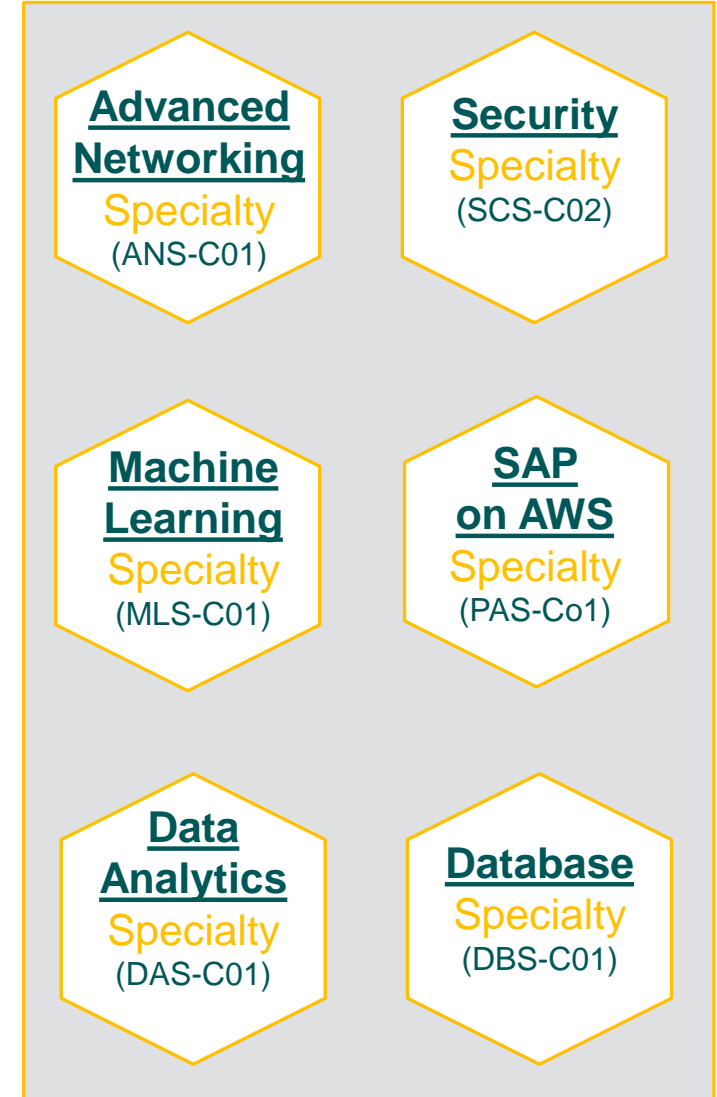 Advanced
Networking
Specialty
(ANS-C01)
Security
Specialty
(SCS-C02)
Machine
Learning
Specialty
(MLS-C01)
SAP
on AWS
Specialty
(PAS-Co1)
Data
Analytics
Specialty
(DAS-C01)
Database
Specialty
(DBS-C01)